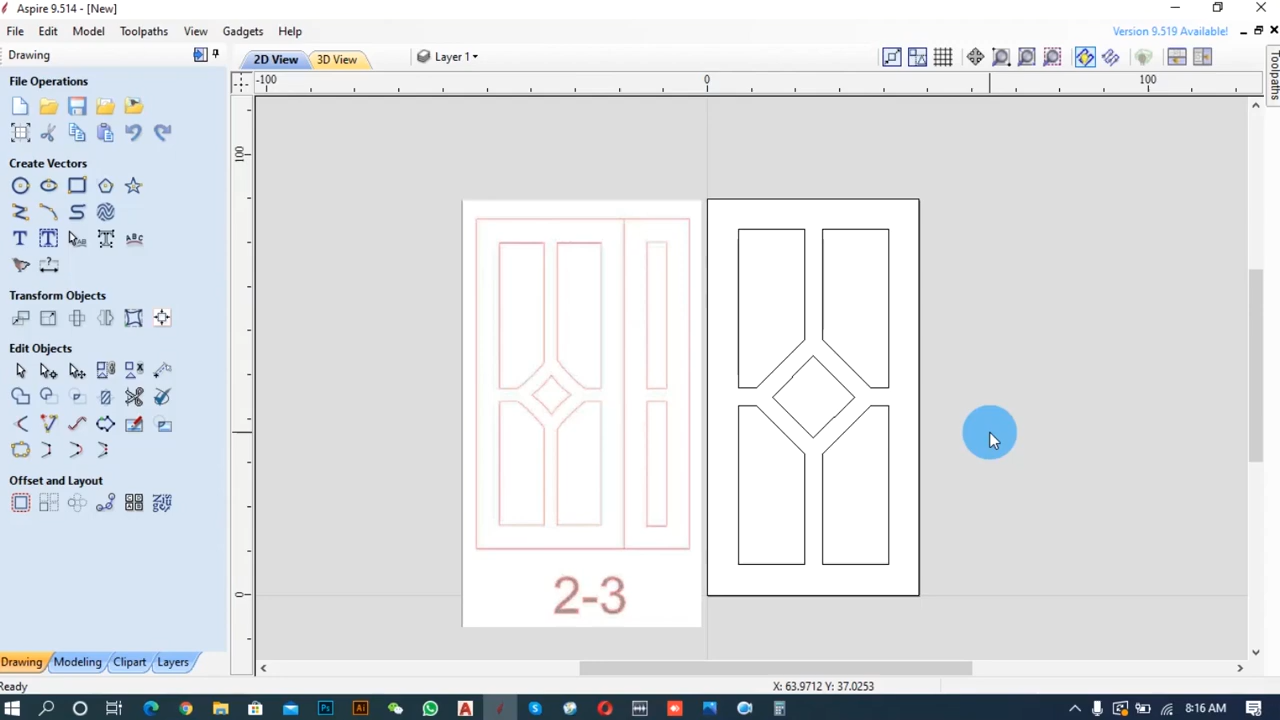 Aspire 9.514 - [New]
File Edit Model Toolpaths View Gadgets Help
Version 9.519 Available!
Drawing
2D View
3D View
Layer 1
Toolpaths
File Operations
Create Vectors
Transform Objects
Edit Objects
Offset and Layout
-100 0 100
100
0
2-3
Drawing Modeling Clipart Layers
Ready
X: 63.9712 Y: 37.0253
8:16 AM